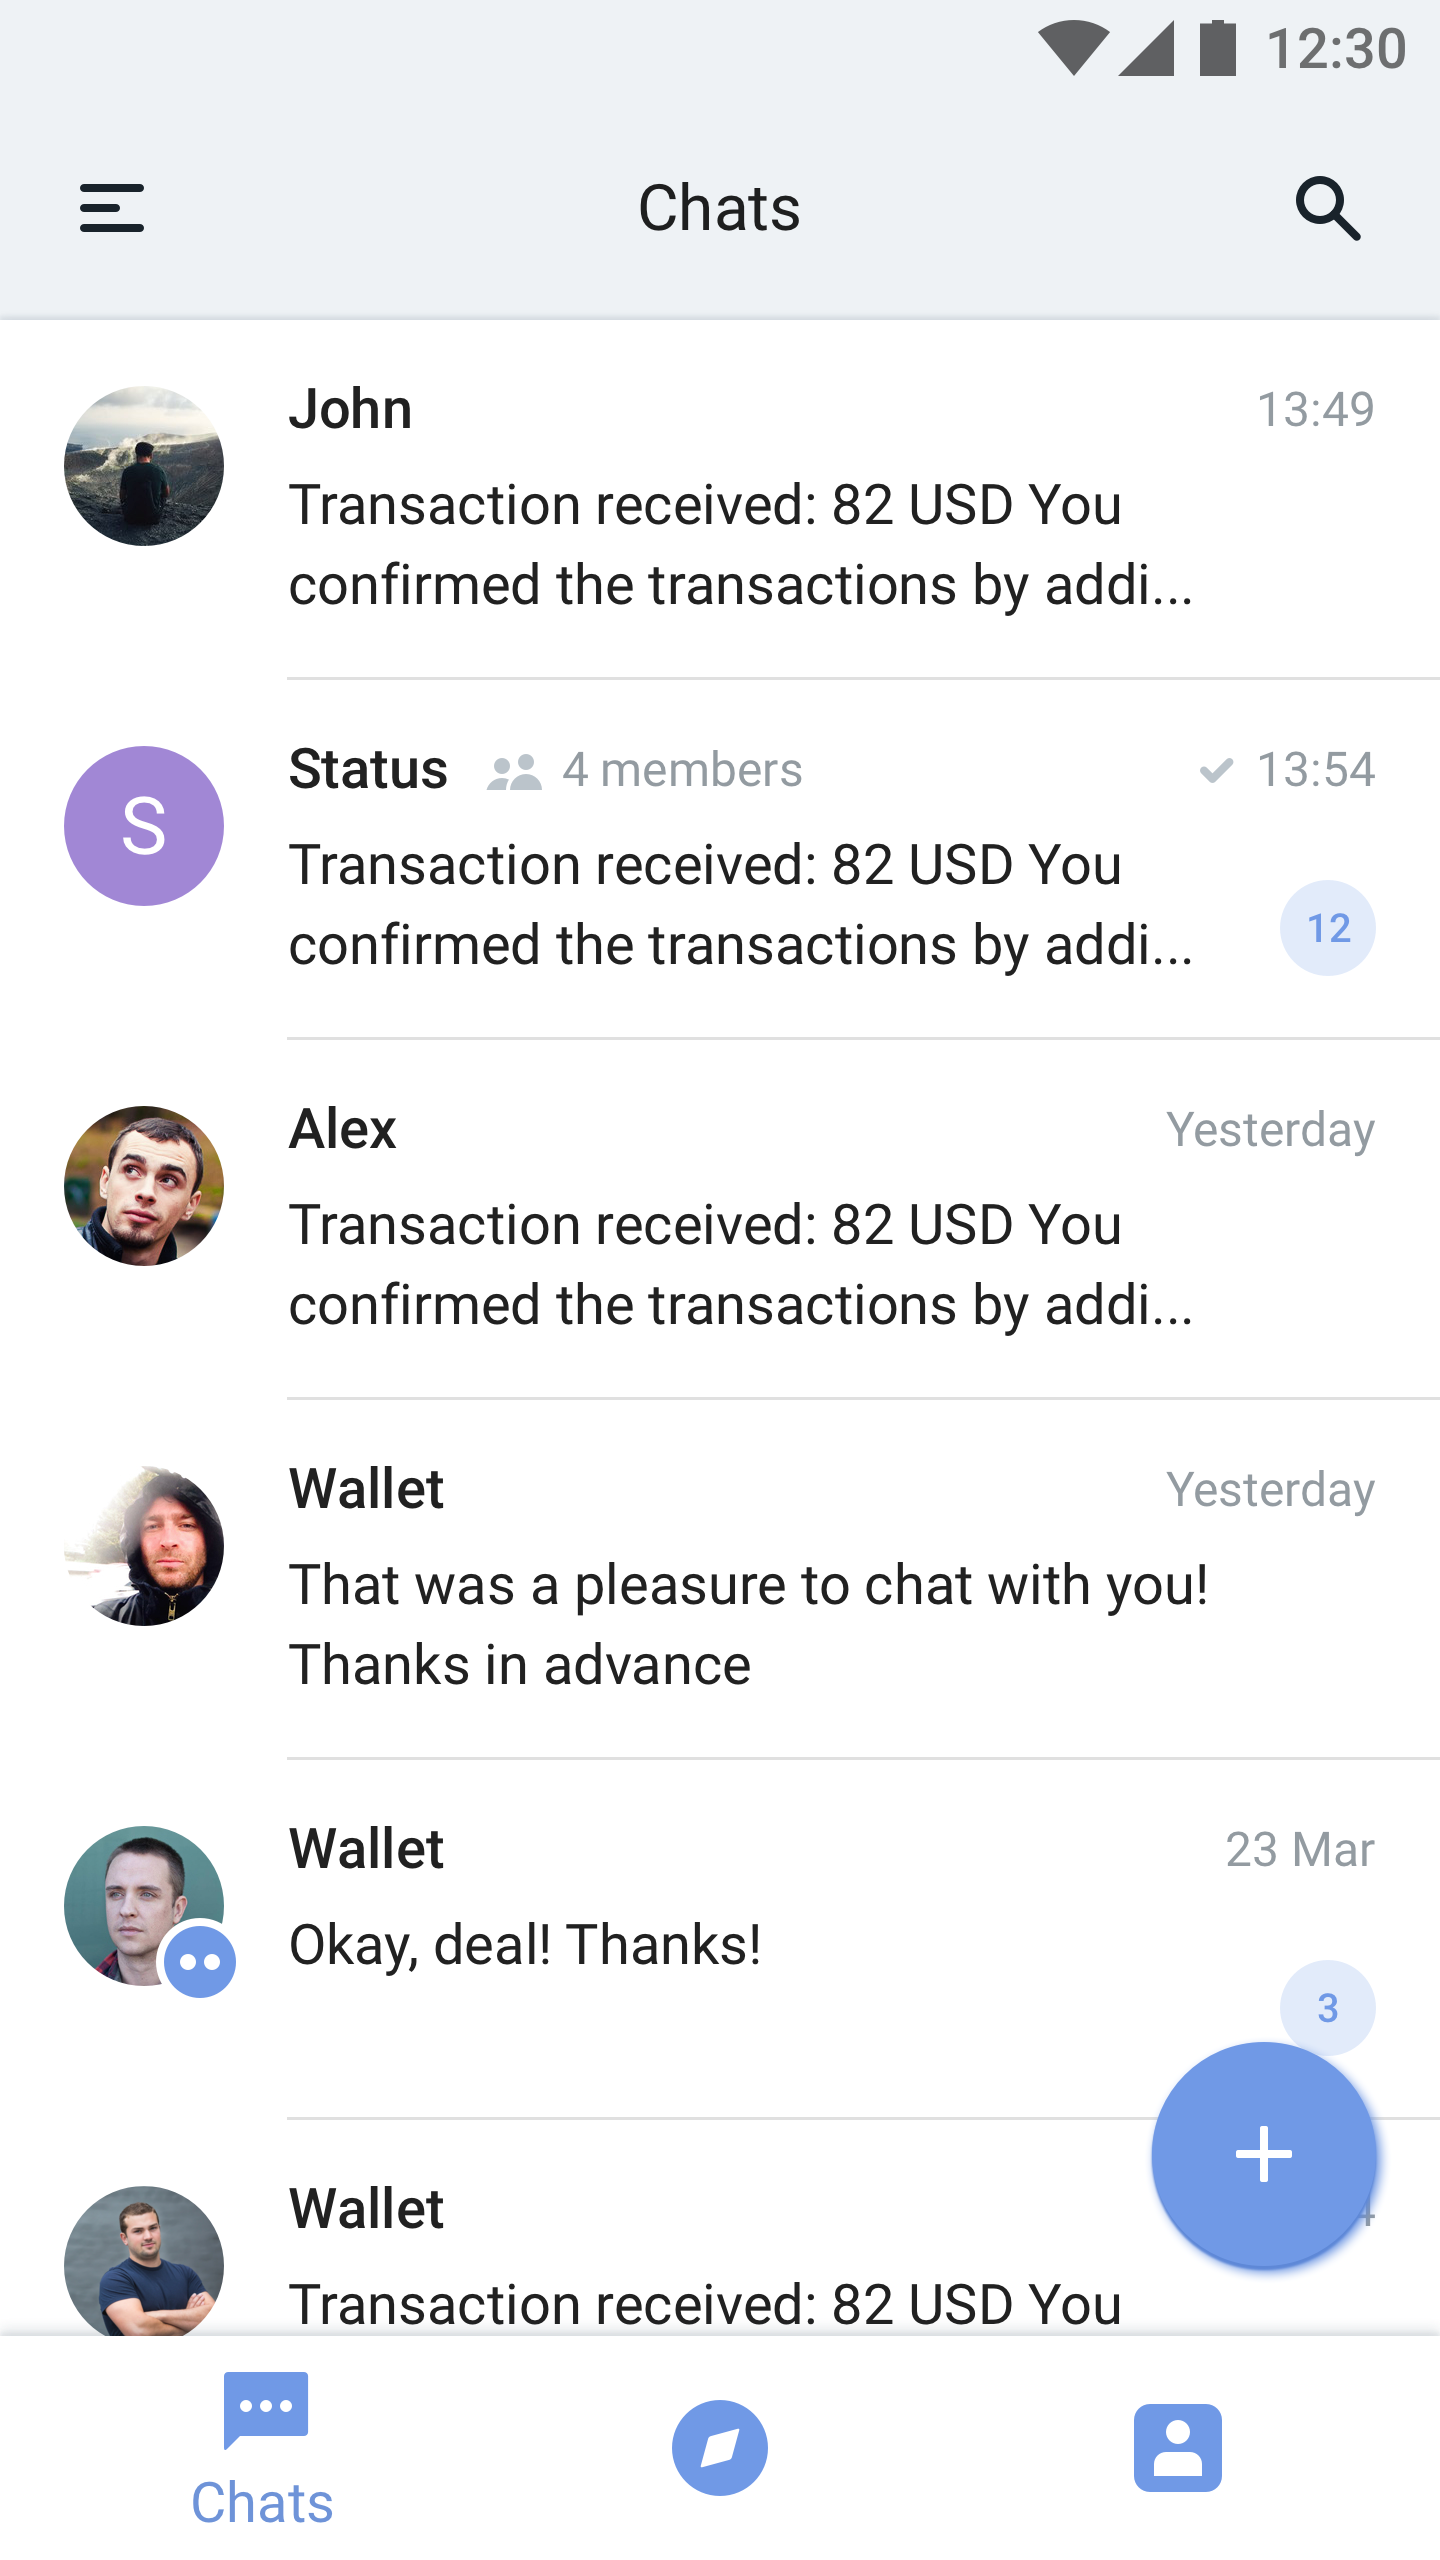 12:30
Chats
John 13:49
Transaction received: 82 USD You
confirmed the transactions by addi...
Status 4 members 13:54
S
Transaction received: 82 USD You
confirmed the transactions by addi...
12
Alex Yesterday
Transaction received: 82 USD You
confirmed the transactions by addi...
Wallet Yesterday
That was a pleasure to chat with you!
Thanks in advance
Wallet 23 Mar
Okay, deal! Thanks!
3
Wallet
Transaction received: 82 USD You
Chats